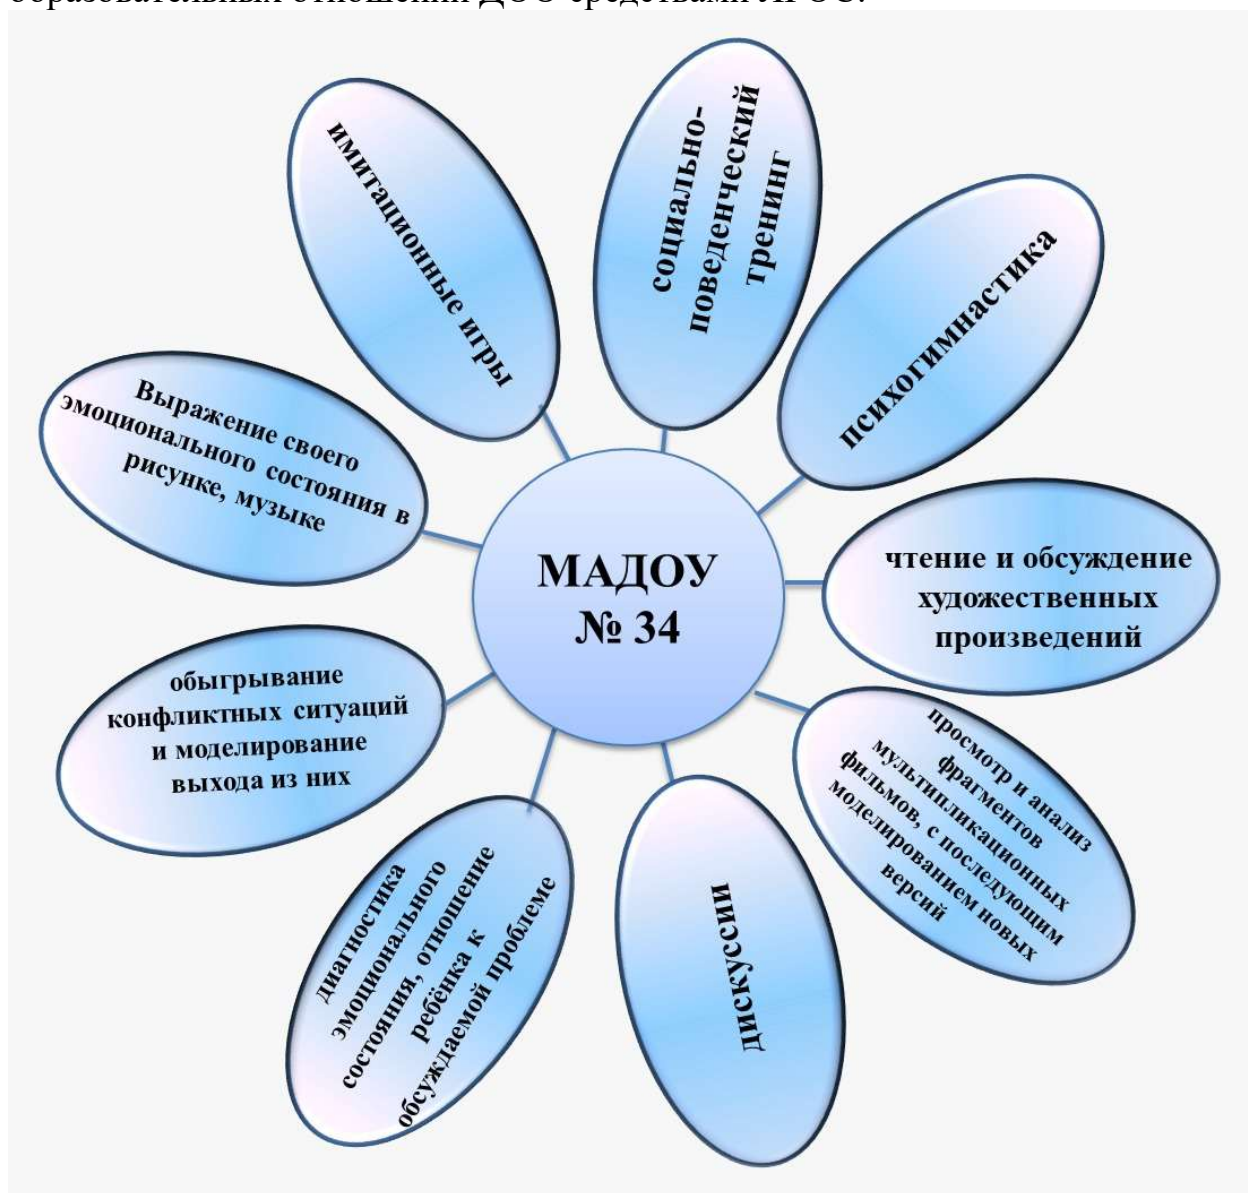 образовательных отношений ДОО средствами ЛРОС.
имитационные игры
социально-
поведенческий
тренинг
психогимнастика
чтение и обсуждение
художественных
произведений
просмотр и анализ
фрагментов
мультипликационных
фильмов, с последующим
моделированием новых
версий
дискуссии
диагностика
эмоционального
состояния, отношение
ребёнка к
обсуждаемой проблеме
обыгрывание
конфликтных ситуаций
и моделирование
выхода из них
Выражение своего
эмоционального состояния в
рисунке, музыке
МАДОУ
№ 34